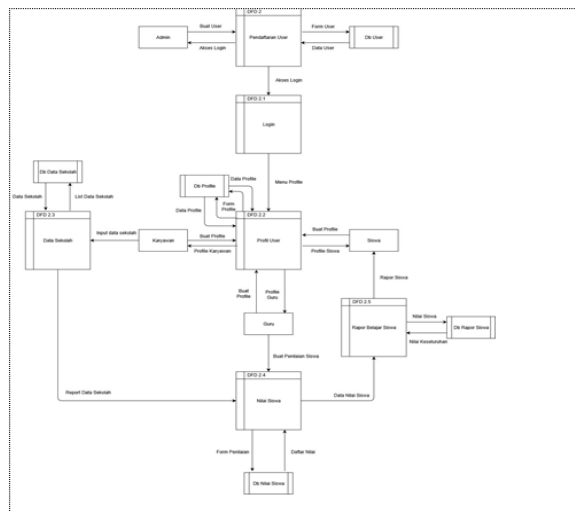 DFD 2
Buat User
Form User
Admin
Pendaftaran User
Db User
Akses Login
Data User
Akses Login
DFD 2.1
Login
Menu Profile
Db Data Sekolah
Db Profile
Data Profile
Data Sekolah
List Data Sekolah
Data Profile
Form
Profile
DFD 2.3
DFD 2.2
Data Sekolah
Input data sekolah
Karyawan
Buat Profile
Profil User
Buat Profile
Siswa
Profile Karyawan
Profile Siswa
Buat
Profile
Profile
Guru
Rapor Siswa
DFD 2.5
Guru
Rapor Belajar Siswa
Nilai Siswa
Db Rapor Siswa
Nilai Keseluruhan
Buat Penilaian Siswa
DFD 2.4
Report Data Sekolah
Nilai Siswa
Data Nilai Siswa
Form Penilaian
Daftar Nilai
Db Nilai Siswa